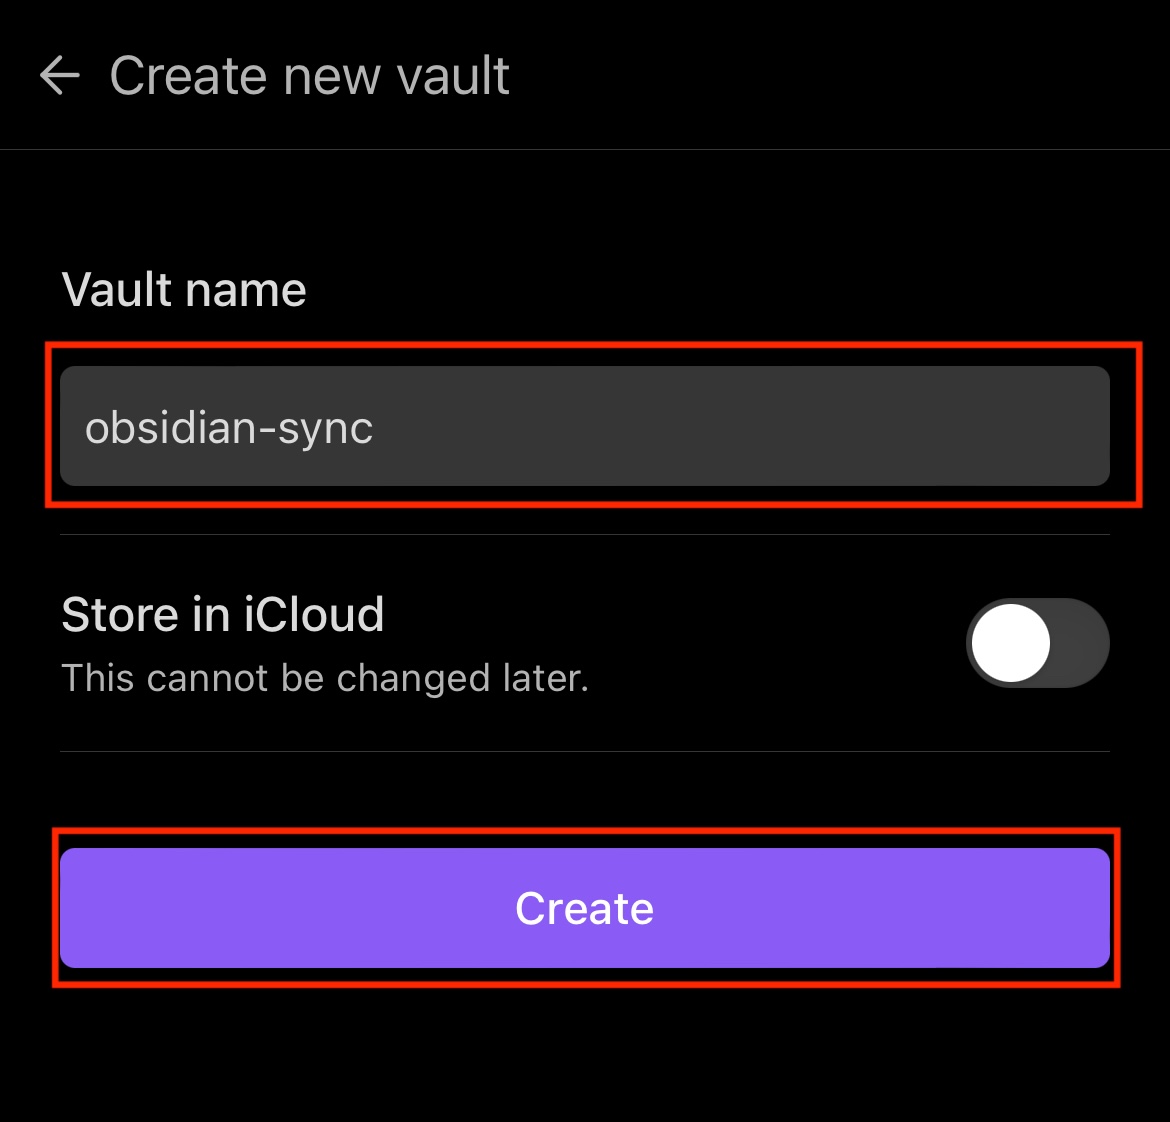 Create new vault
Vault name
obsidian-sync
Store in iCloud
This cannot be changed later.
Create